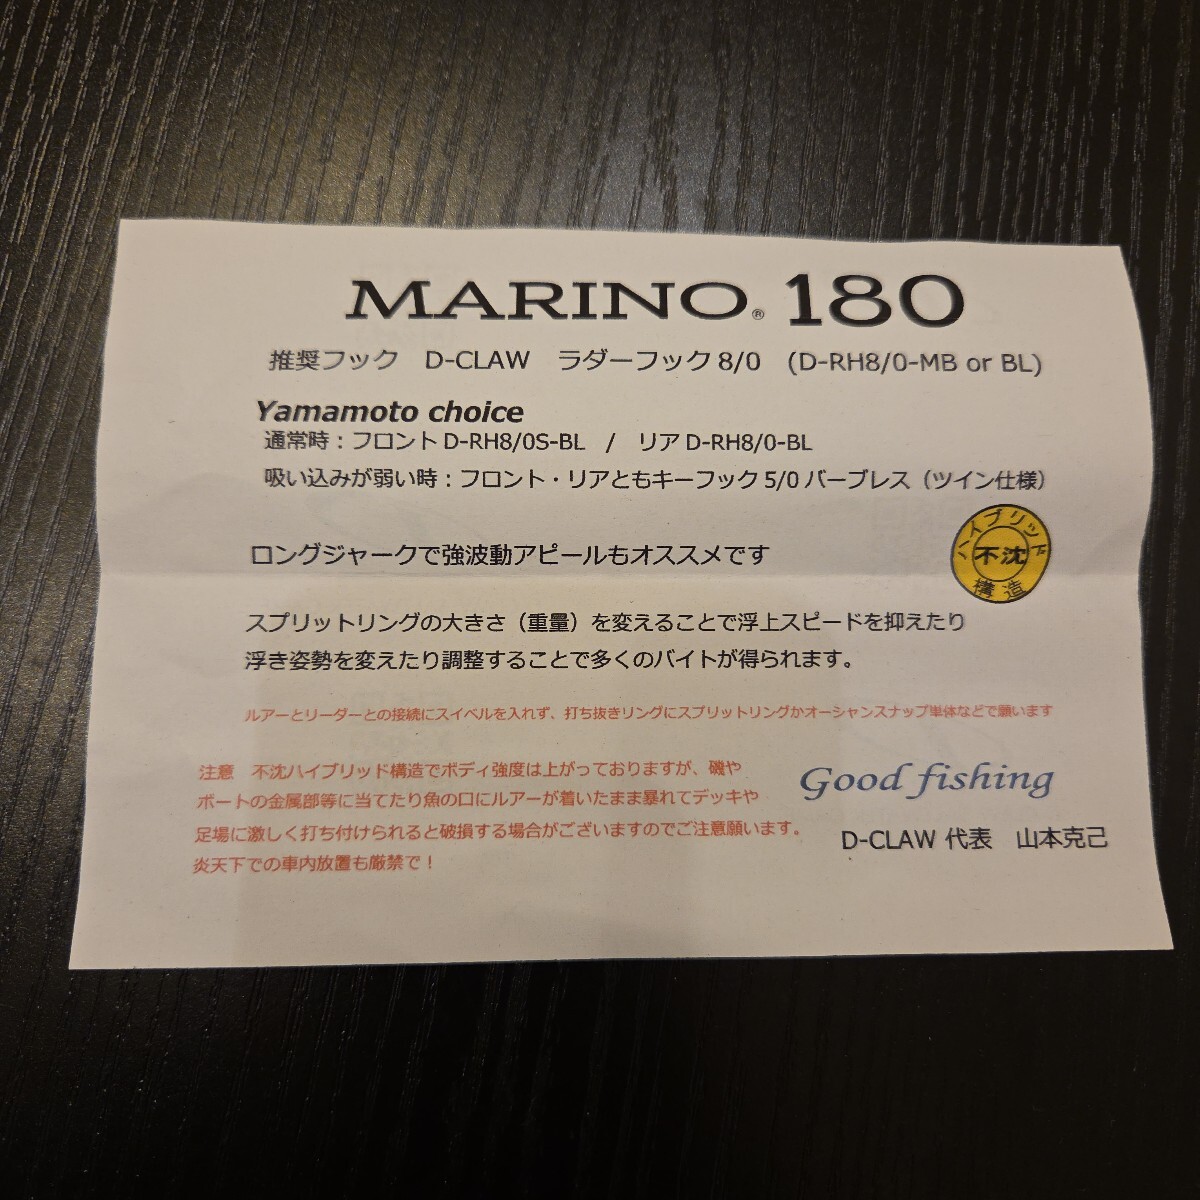 MARINO® 180
推奨フック　D-CLAW　ラダーフック8/0　(D-RH8/0-MB or BL)
Yamamoto choice
通常時：フロントD-RH8/0S-BL　/　リアD-RH8/0-BL
吸い込みが弱い時：フロント・リアともキーフック5/0バーブレス（ツイン仕様）
ハイブリッド
不沈
構造
ロングジャークで強波動アピールもオススメです
スプリットリングの大きさ（重量）を変えることで浮上スピードを抑えたり
浮き姿勢を変えたり調整することで多くのバイトが得られます。
ルアーとリーダーとの接続にスイベルを入れず、打ち抜きリングにスプリットリングかオーシャンスナップ単体などで願います
注意　不沈ハイブリッド構造でボディ強度は上がっておりますが、磯や
ボートの金属部等に当てたり魚の口にルアーが着いたまま暴れてデッキや
足場に激しく打ち付けられると破損する場合がございますのでご注意願います。
炎天下での車内放置も厳禁で！
Good fishing
D-CLAW 代表　山本克己